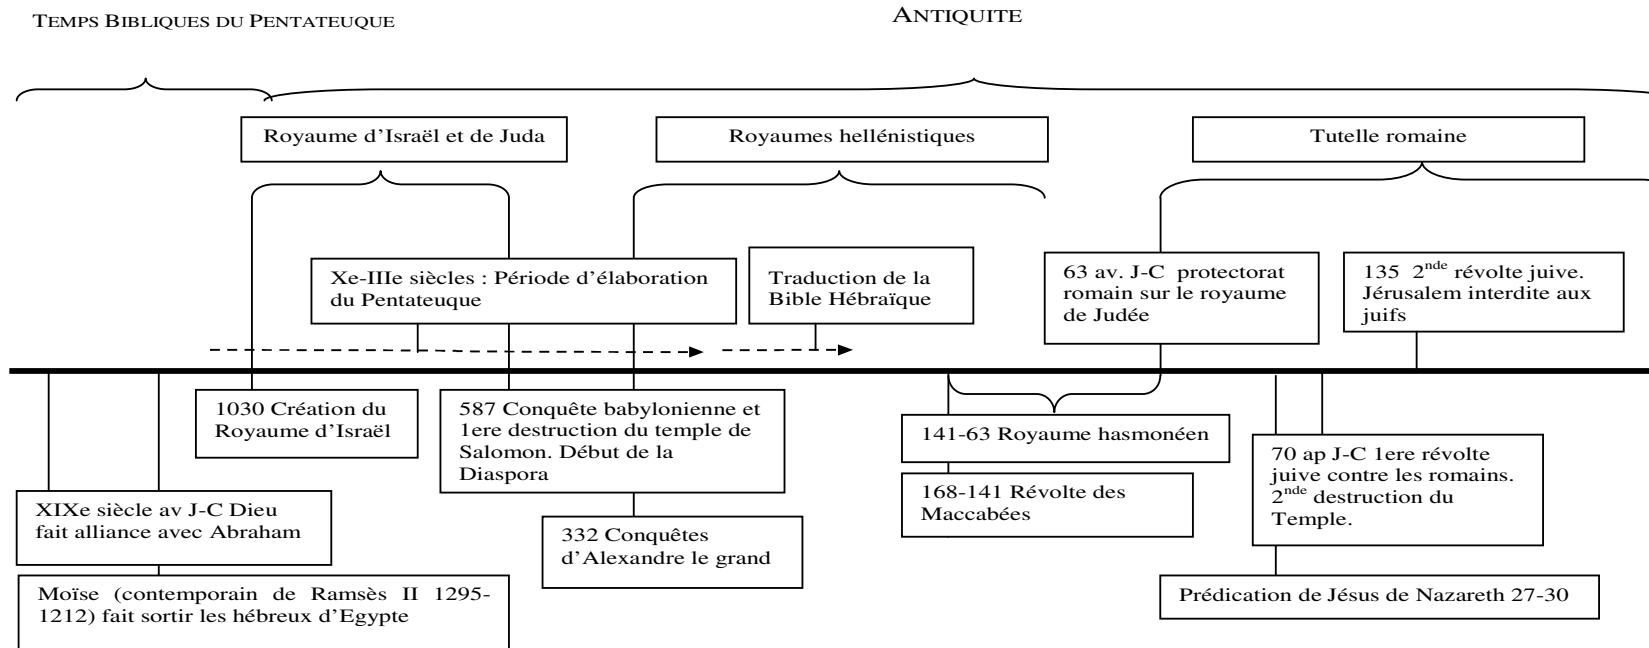 TEMPS BIBLIQUES DU PENTATEUQUE
ANTIQUITE
Royaume d’Israël et de Juda
Royaumes hellénistiques
Tutelle romaine
Xe-IIIe siècles : Période d’élaboration
du Pentateuque
Traduction de la
Bible Hébraïque
63 av. J-C protectorat
romain sur le royaume
de Judée
135 2nde révolte juive.
Jérusalem interdite aux
juifs
1030 Création du
Royaume d’Israël
587 Conquête babylonienne et
1ere destruction du temple de
Salomon. Début de la
Diaspora
141-63 Royaume hasmonéen
70 ap J-C 1ere révolte
juive contre les romains.
2nde destruction du
Temple.
XIXe siècle av J-C Dieu
fait alliance avec Abraham
168-141 Révolte des
Maccabées
332 Conquêtes
d’Alexandre le grand
Moïse (contemporain de Ramsès II 1295-
1212) fait sortir les hébreux d’Egypte
Prédication de Jésus de Nazareth 27-30